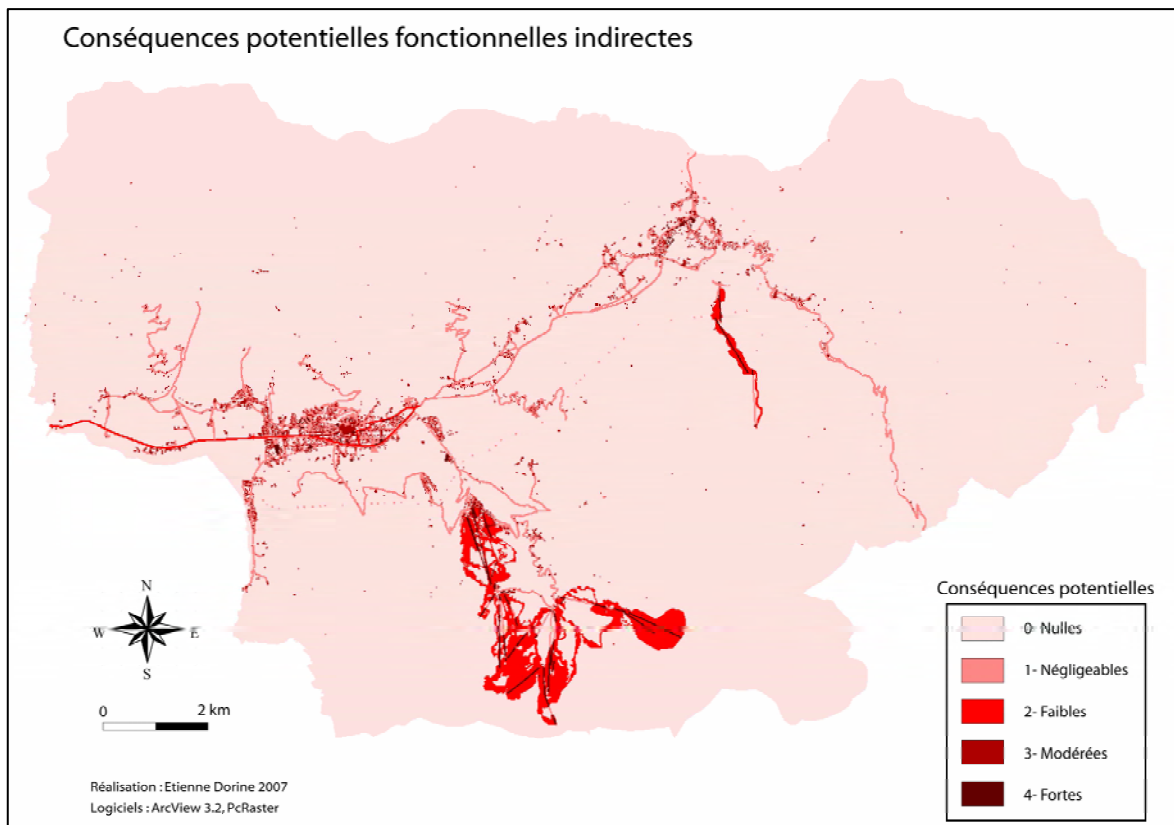 Conséquences potentielles fonctionnelles indirectes
N
W E
S
0 2 km
Réalisation : Etienne Dorine 2007
Logiciels : ArcView 3.2, PcRaster
Conséquences potentielles
0- Nulles
1- Négligeables
2- Faibles
3- Modérées
4- Fortes